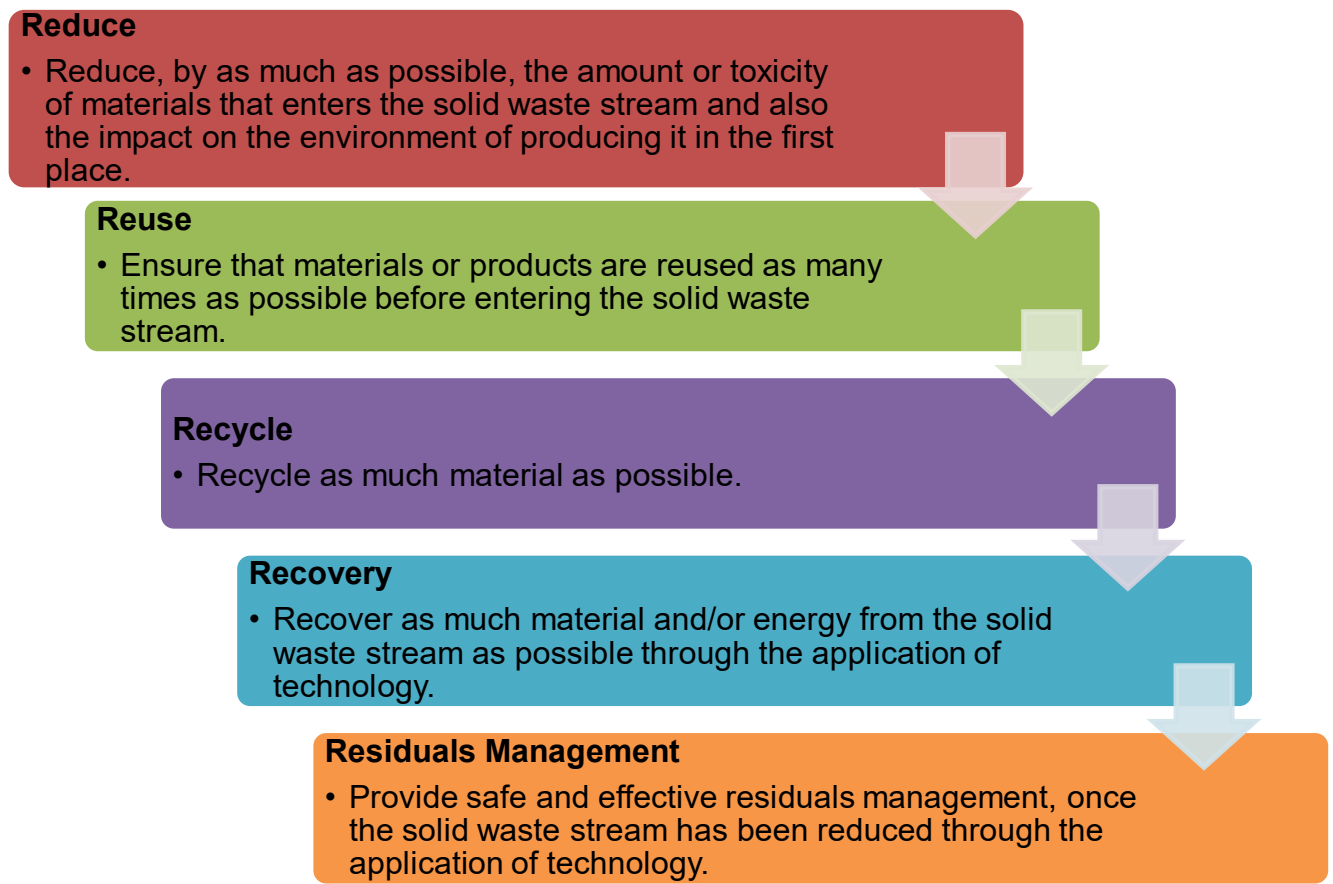 Reduce
• Reduce, by as much as possible, the amount or toxicity
of materials that enters the solid waste stream and also
the impact on the environment of producing it in the first
place.
Reuse
• Ensure that materials or products are reused as many
times as possible before entering the solid waste
stream.
Recycle
• Recycle as much material as possible.
Recovery
• Recover as much material and/or energy from the solid
waste stream as possible through the application of
technology.
Residuals Management
• Provide safe and effective residuals management, once
the solid waste stream has been reduced through the
application of technology.